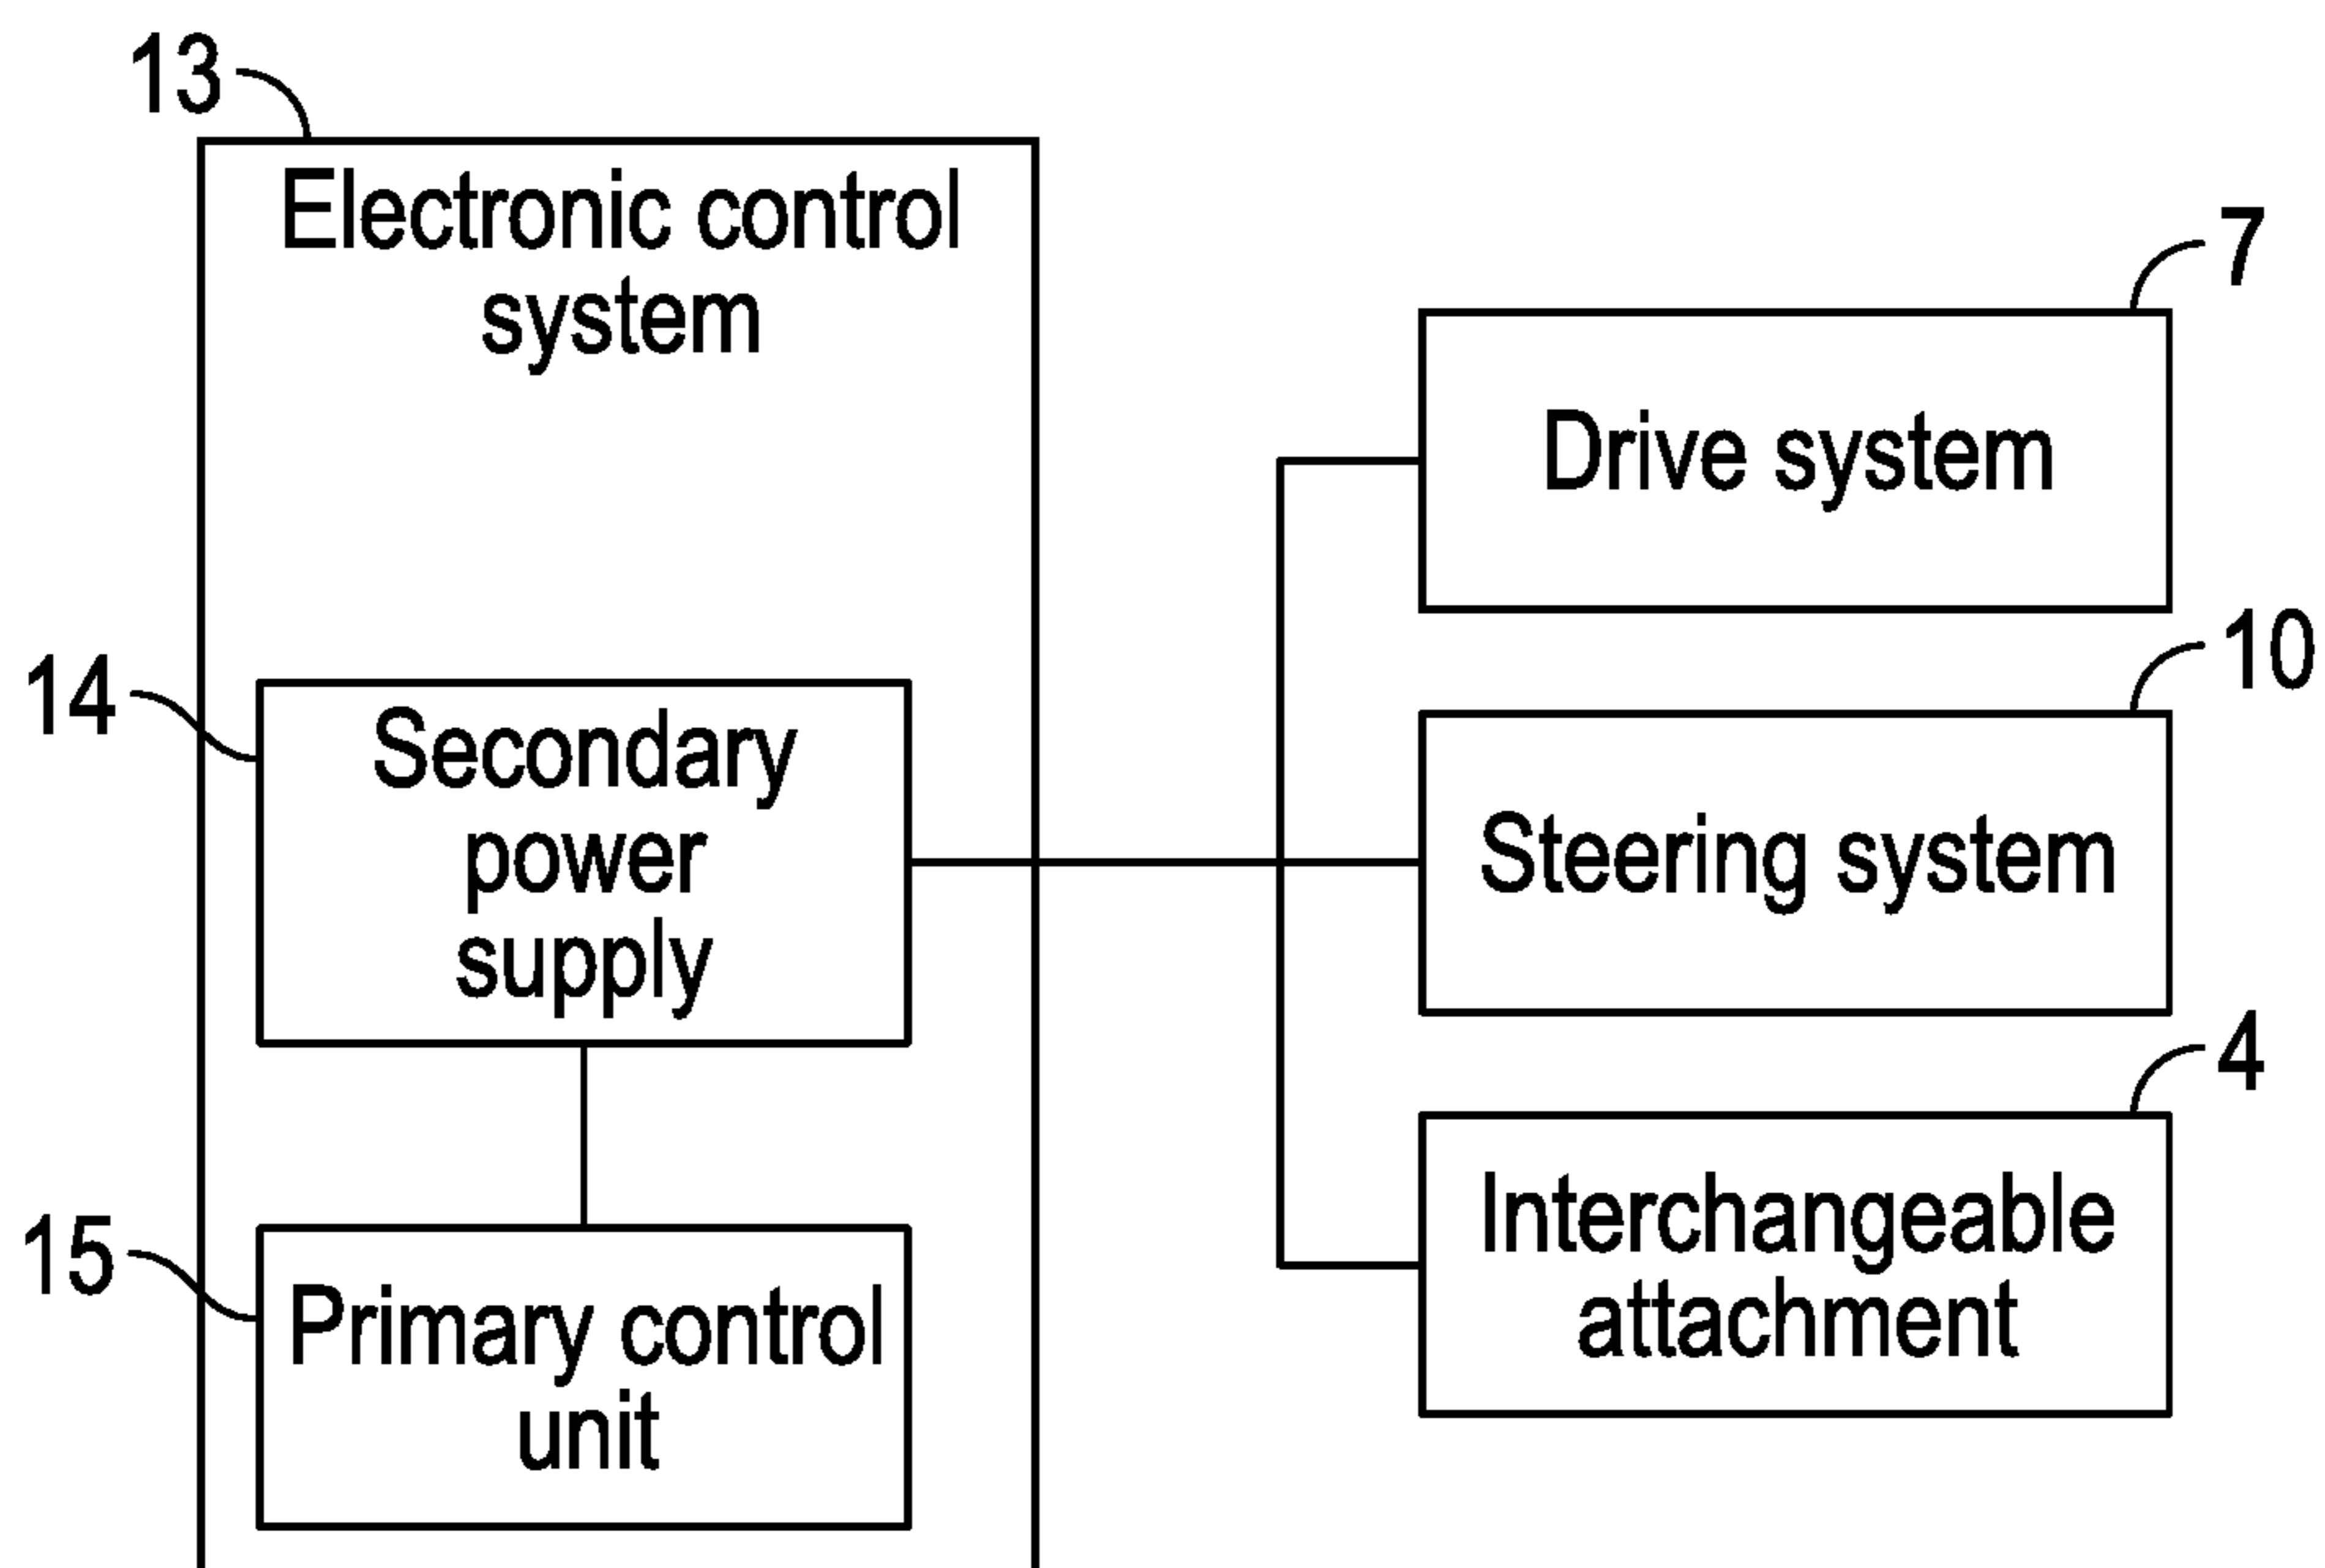 13
Electronic control
system
7
Drive system
10
14
Secondary
power
supply
Steering system
4
15
Primary control
unit
Interchangeable
attachment